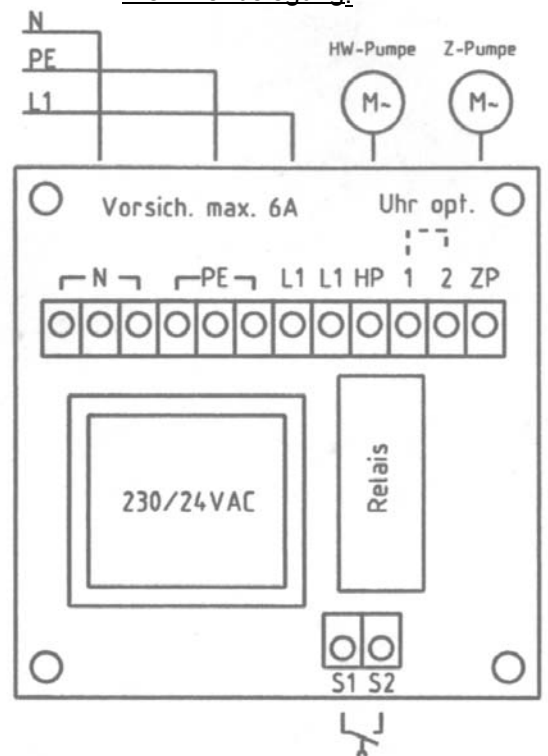 N
PE
L1
HW-Pumpe Z-Pumpe
M~ M~
Vorsich. max. 6A Uhr opt.
N PE L1 L1 HP 1 2 ZP
230/24VAC
Relais
S1 S2